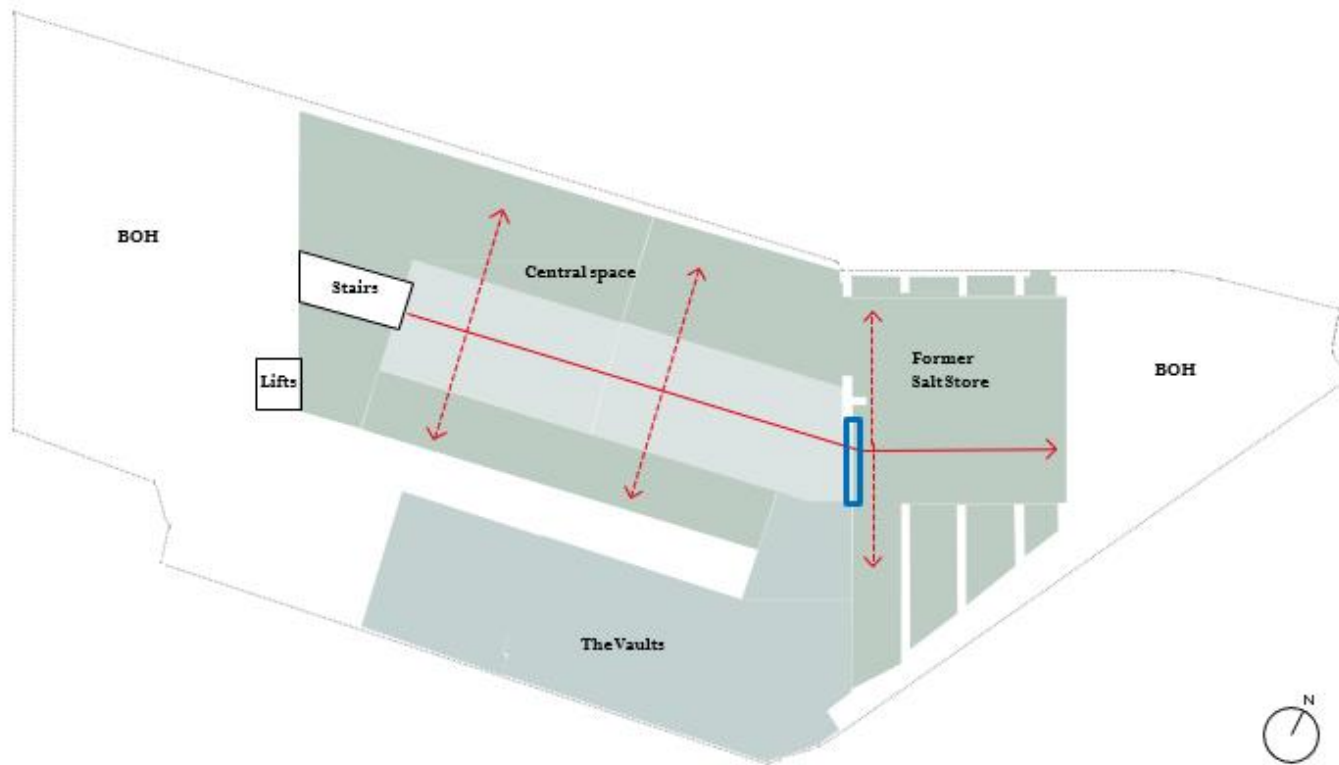 BOH
Central space
Stairs
Former
Salt Store
BOH
Lifts
The Vaults
N